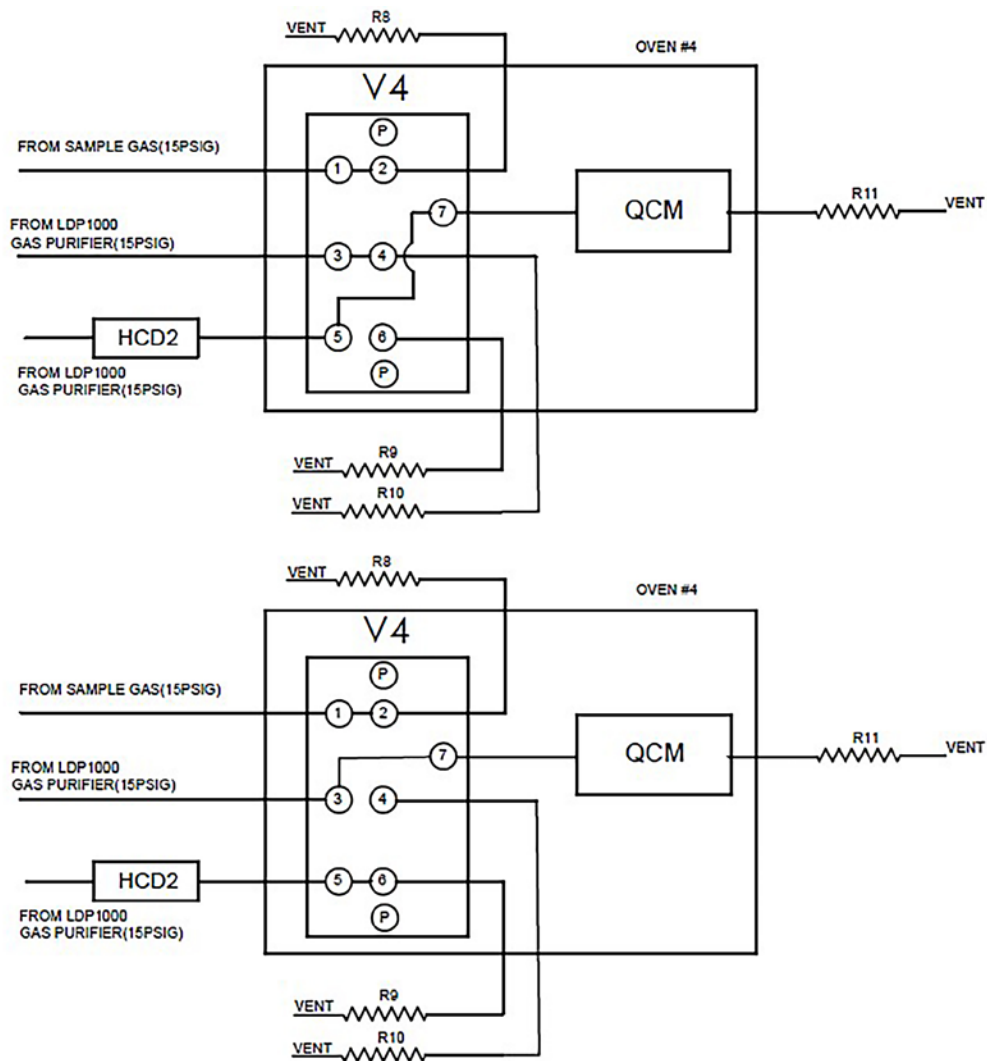 R8
VENT
OVEN #4
V4
P
FROM SAMPLE GAS(15PSIG)
1 2
R11
7 QCM VENT
FROM LDP1000
GAS PURIFIER(15PSIG)
3 4
HCD2 5 6
FROM LDP1000
GAS PURIFIER(15PSIG)
P
R9
VENT
R10
VENT
R8
VENT
OVEN #4
V4
P
FROM SAMPLE GAS(15PSIG)
1 2
R11
7 QCM VENT
FROM LDP1000
GAS PURIFIER(15PSIG)
3 4
HCD2 5 6
FROM LDP1000
GAS PURIFIER(15PSIG)
P
R9
VENT
R10
VENT